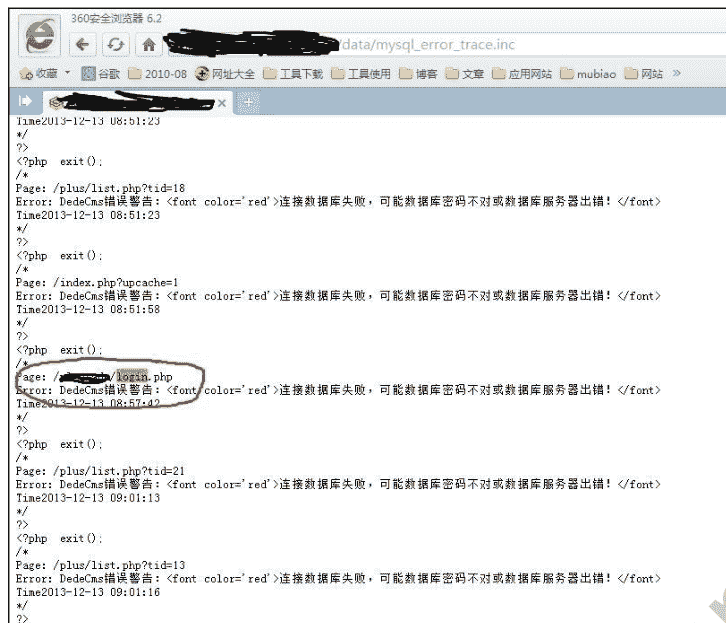 360安全浏览器 6.2
/data/mysql_error_trace.inc
收藏 谷歌 2010-08 网址大全 工具下载 工具使用 博客 文章 应用网站 mubiao 网站 »
Time2013-12-13 08:51:23
*/
?>
<?php  exit();
/*
Page: /plus/list.php?tid=18
Error: DedeCms错误警告：<font color='red'>连接数据库失败，可能数据库密码不对或数据库服务器出错！</font>
Time2013-12-13 08:51:23
*/
?>
<?php  exit();
/*
Page: /index.php?upcache=1
Error: DedeCms错误警告：<font color='red'>连接数据库失败，可能数据库密码不对或数据库服务器出错！</font>
Time2013-12-13 08:51:58
*/
?>
<?php  exit();
/*
Page: / /login.php
Error: DedeCms错误警告：<font color='red'>连接数据库失败，可能数据库密码不对或数据库服务器出错！</font>
Time2013-12-13 08:57:42
*/
?>
<?php  exit();
/*
Page: /plus/list.php?tid=21
Error: DedeCms错误警告：<font color='red'>连接数据库失败，可能数据库密码不对或数据库服务器出错！</font>
Time2013-12-13 09:01:13
*/
?>
<?php  exit();
/*
Page: /plus/list.php?tid=13
Error: DedeCms错误警告：<font color='red'>连接数据库失败，可能数据库密码不对或数据库服务器出错！</font>
Time2013-12-13 09:01:16
*/
?>